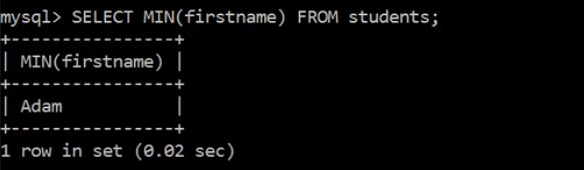 mysql> SELECT MIN(firstname) FROM students;
+----------------+
| MIN(firstname) |
+----------------+
| Adam           |
+----------------+
1 row in set (0.02 sec)